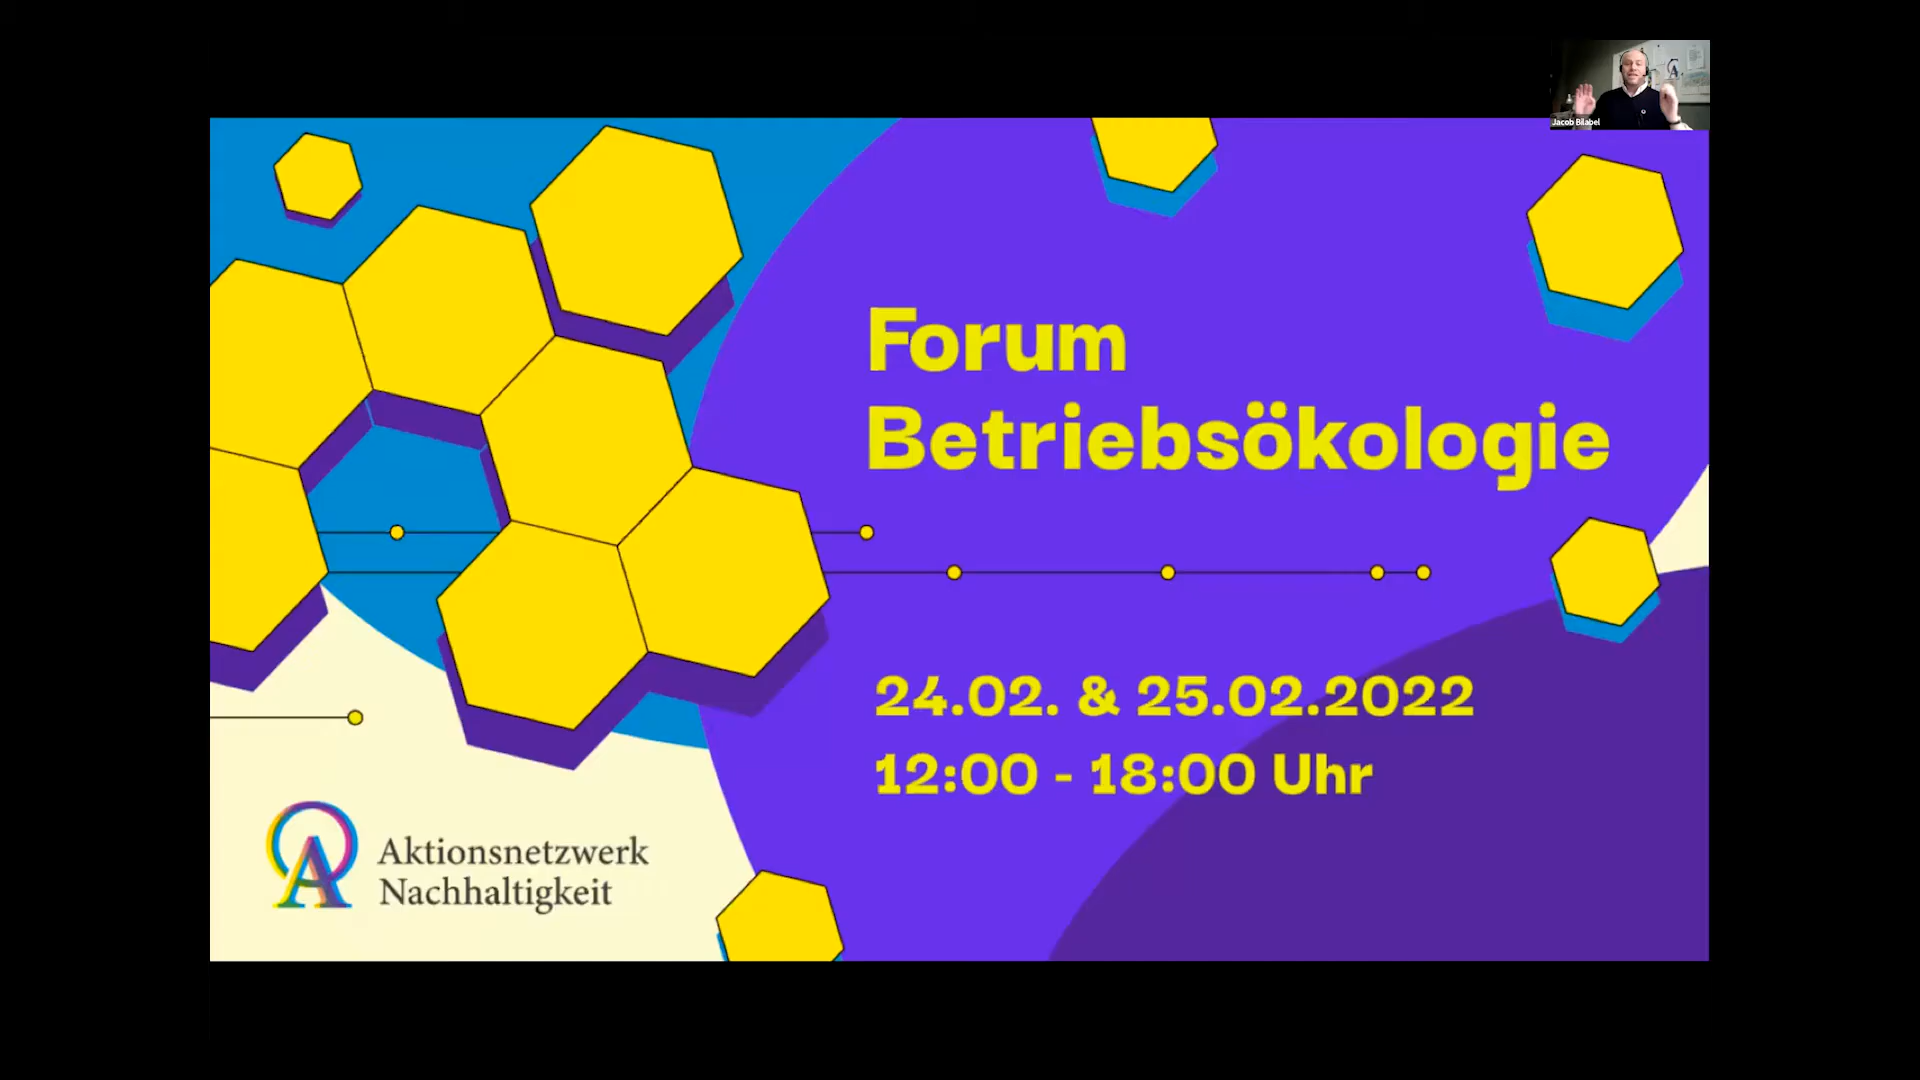 Jacob Bilabel
Forum
Betriebsökologie
24.02. & 25.02.2022
12:00 - 18:00 Uhr
Aktionsnetzwerk
Nachhaltigkeit